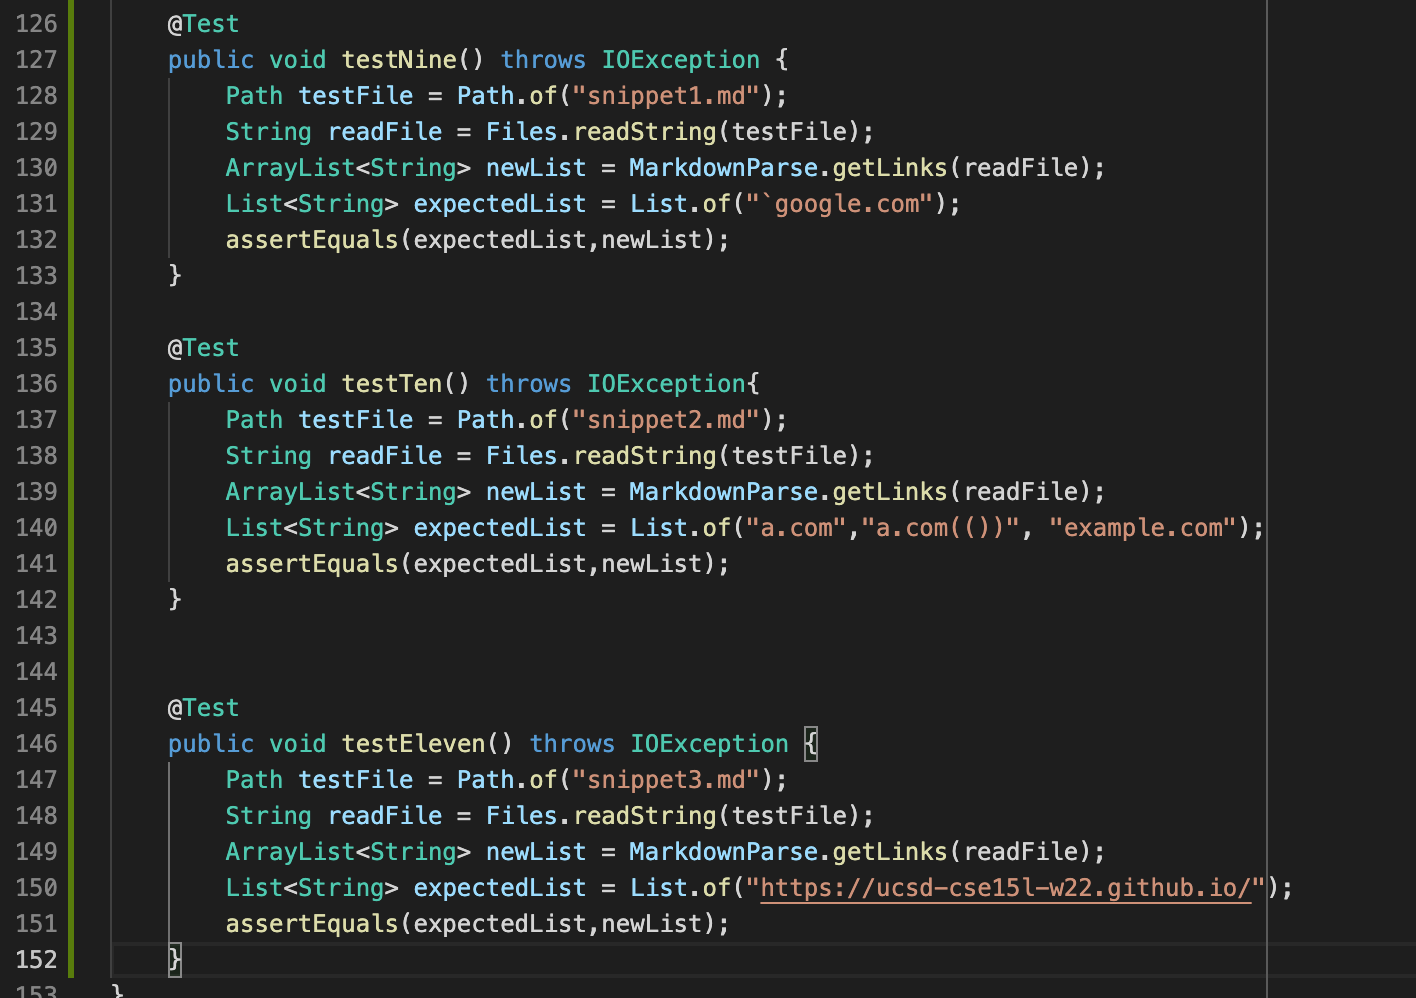 126 @Test
127 public void testNine() throws IOException {
128 Path testFile = Path.of("snippet1.md");
129 String readFile = Files.readString(testFile);
130 ArrayList<String> newList = MarkdownParse.getLinks(readFile);
131 List<String> expectedList = List.of("`google.com");
132 assertEquals(expectedList,newList);
133 }
134
135 @Test
136 public void testTen() throws IOException{
137 Path testFile = Path.of("snippet2.md");
138 String readFile = Files.readString(testFile);
139 ArrayList<String> newList = MarkdownParse.getLinks(readFile);
140 List<String> expectedList = List.of("a.com","a.com(())", "example.com");
141 assertEquals(expectedList,newList);
142 }
143
144
145 @Test
146 public void testEleven() throws IOException {
147 Path testFile = Path.of("snippet3.md");
148 String readFile = Files.readString(testFile);
149 ArrayList<String> newList = MarkdownParse.getLinks(readFile);
150 List<String> expectedList = List.of("https://ucsd-cse15l-w22.github.io/");
151 assertEquals(expectedList,newList);
152 }
153 }